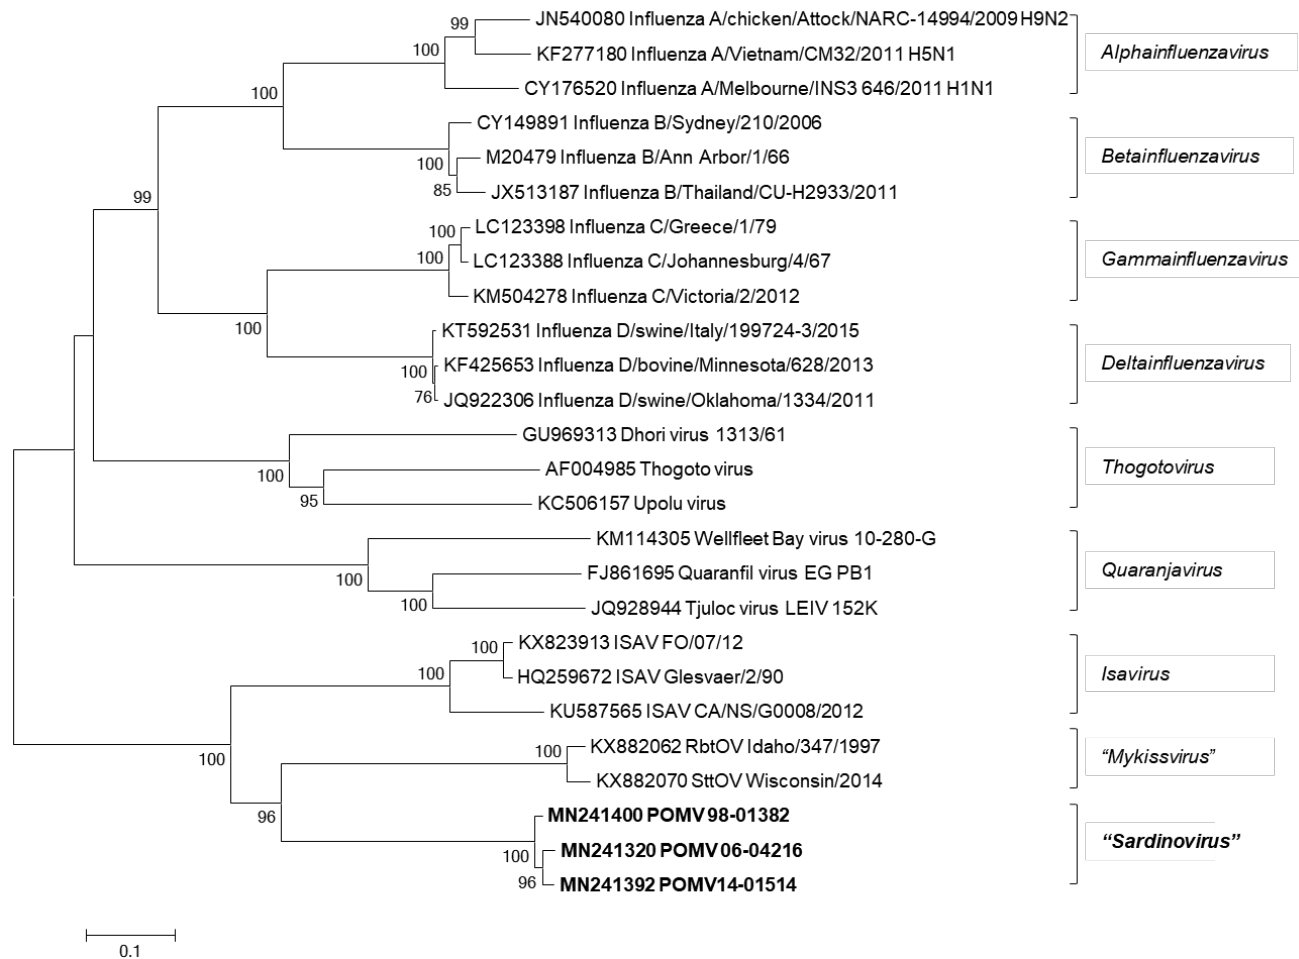 99
JN540080 Influenza A/chicken/Attock/NARC-14994/2009 H9N2
100
KF277180 Influenza A/Vietnam/CM32/2011 H5N1
Alphainfluenzavirus
CY176520 Influenza A/Melbourne/INS3 646/2011 H1N1
100
CY149891 Influenza B/Sydney/210/2006
100
M20479 Influenza B/Ann Arbor/1/66
Betainfluenzavirus
85
JX513187 Influenza B/Thailand/CU-H2933/2011
99
100
LC123398 Influenza C/Greece/1/79
100
LC123388 Influenza C/Johannesburg/4/67
Gammainfluenzavirus
KM504278 Influenza C/Victoria/2/2012
100
KT592531 Influenza D/swine/Italy/199724-3/2015
100
KF425653 Influenza D/bovine/Minnesota/628/2013
Deltainfluenzavirus
76
JQ922306 Influenza D/swine/Oklahoma/1334/2011
GU969313 Dhori virus 1313/61
100
AF004985 Thogoto virus
Thogotovirus
95
KC506157 Upolu virus
KM114305 Wellfleet Bay virus 10-280-G
100
FJ861695 Quaranfil virus EG PB1
Quaranjavirus
100
JQ928944 Tjuloc virus LEIV 152K
100
KX823913 ISAV FO/07/12
100
HQ259672 ISAV Glesvaer/2/90
Isavirus
KU587565 ISAV CA/NS/G0008/2012
100
100
KX882062 RbtOV Idaho/347/1997
“Mykissvirus”
KX882070 SttOV Wisconsin/2014
96
MN241400 POMV 98-01382
100
MN241320 POMV 06-04216
“Sardinovirus”
96
MN241392 POMV14-01514
0.1